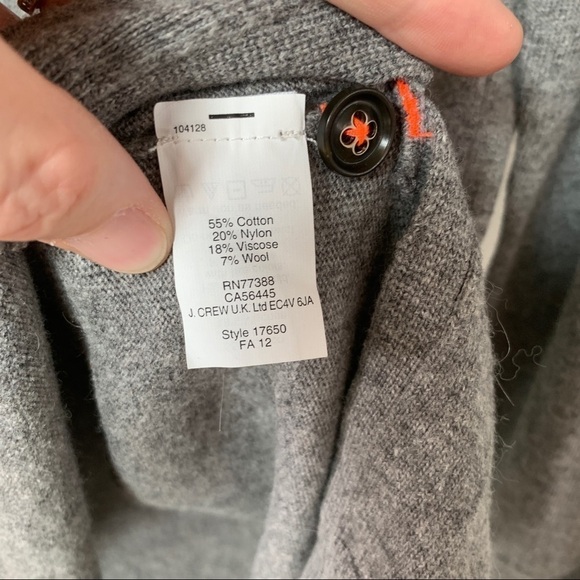 104128
55% Cotton
20% Nylon
18% Viscose
7% Wool
RN77388
CA56445
J. CREW U.K. Ltd EC4V 6JA
Style 17650
FA 12